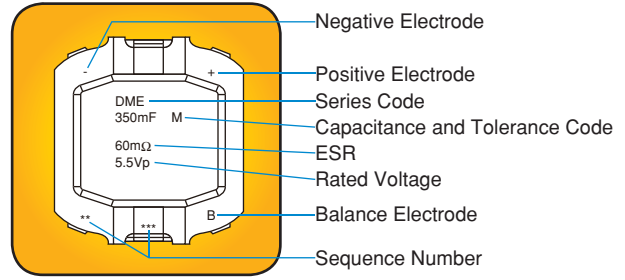 Negative Electrode
- +
Positive Electrode
DME
Series Code
350mF M
Capacitance and Tolerance Code
60mΩ
ESR
5.5Vp
Rated Voltage
** B
Balance Electrode
***
Sequence Number